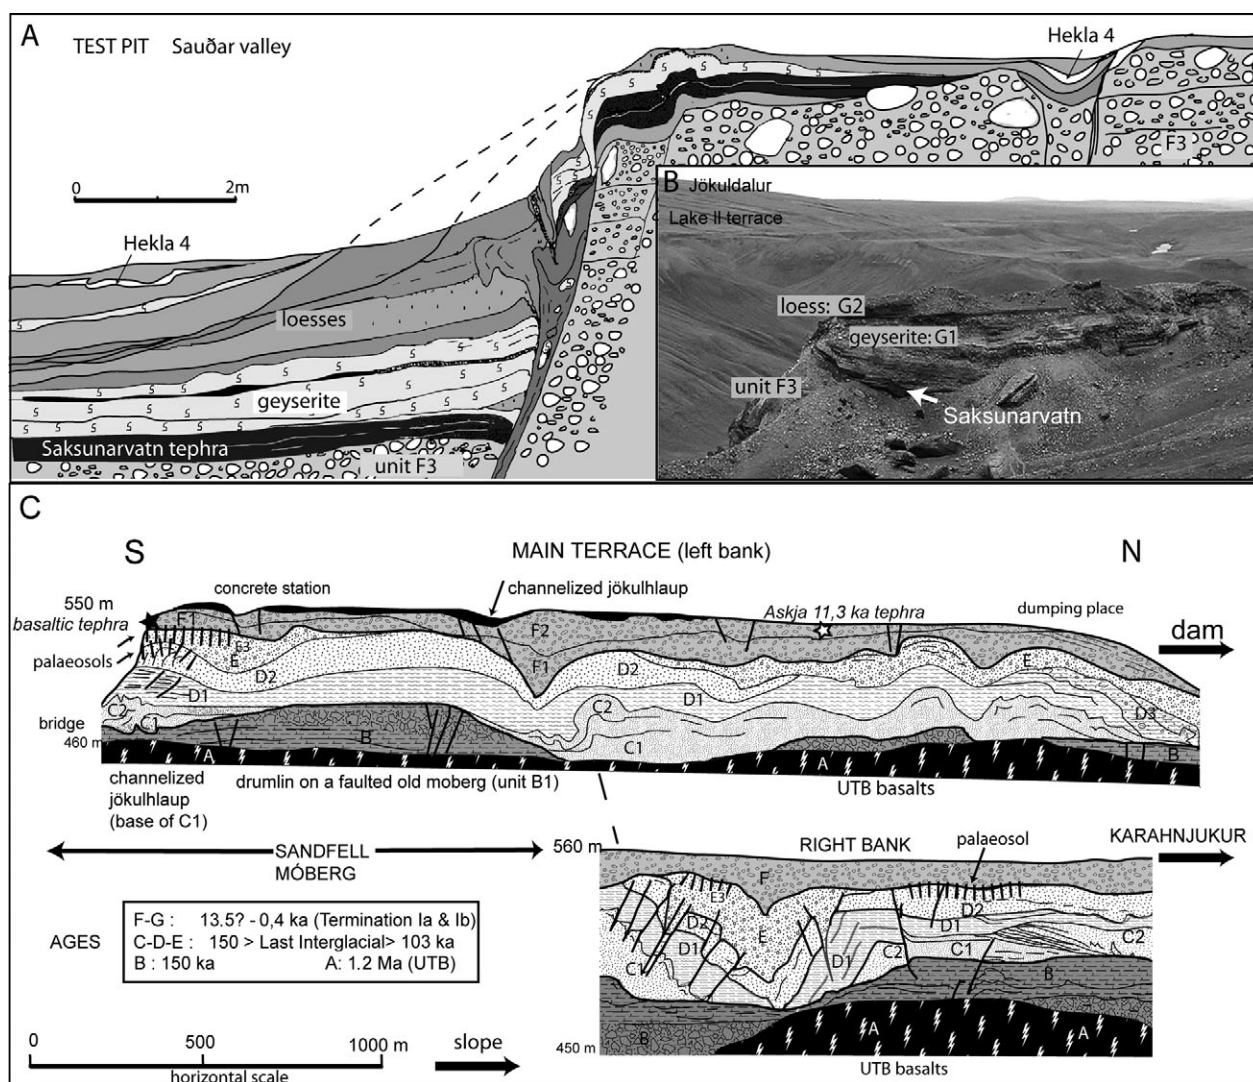 A
TEST PIT Sauðar valley
Hekla 4
0 2m
Hekla 4
F3
loesses
geyserite
Saksunarvatn tephra
unit F3
B Jökuldalur
Lake II terrace
loess: G2
geyserite: G1
unit F3
Saksunarvatn
C
S
MAIN TERRACE (left bank)
N
concrete station
channelized jökulhlaup
550 m
basaltic tephra
Askja 11,3 ka tephra
dumping place
dam
palaeosols
F1
F2
E3
E
D2
F1
D2
E
D1
D1
C2
C2
D3
bridge
C1
B
C1
B
460 m
A
A
channelized
jökulhlaup
(base of C1)
drumlin on a faulted old moberg (unit B1)
UTB basalts
SANDFELL
MÓBERG
560 m
RIGHT BANK
palaeosol
KARAHNJUKUR
F
E3
D2
D2
E
D1
D1
D1
C2
C1
C2
C1
B
B
A
A
450 m
UTB basalts
AGES
F-G : 13.5? - 0,4 ka (Termination Ia & Ib)
C-D-E : 150 > Last Interglacial> 103 ka
B : 150 ka A: 1.2 Ma (UTB)
0 500 1000 m
horizontal scale
slope